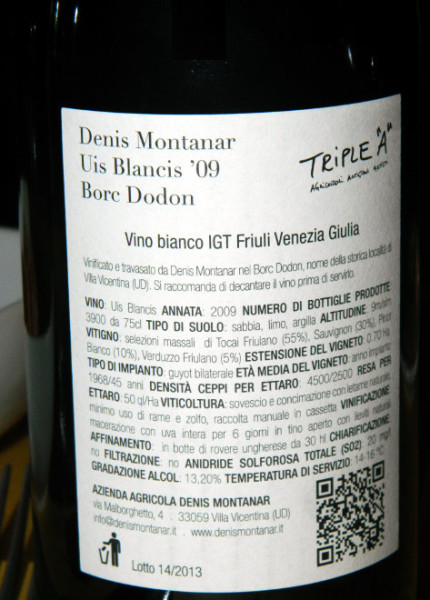 Denis Montanar
Uis Blancis '09
Borc Dodon
TRIPLE "A"
Vino bianco IGT Friuli Venezia Giulia
Vinificato e travasato da Denis Montanar nel Borc Dodon, nome della storica località di
Villa Vicentina (UD). Si raccomanda di decantare il vino prima di servirlo.
VINO: Uis Blancis ANNATA: 2009 NUMERO DI BOTTIGLIE PRODOTTE
3900 da 75cl TIPO DI SUOLO: sabbia, limo, argilla ALTITUDINE
VITIGNO: selezioni massali di Tocai Friulano (55%), Sauvignon (30%), Pinot
Bianco (10%), Verduzzo Friulano (5%) ESTENSIONE DEL VIGNETO 0.70 Ha
TIPO DI IMPIANTO: guyot bilaterale ETÀ MEDIA DEL VIGNETO: anno impianto
1968/45 anni DENSITÀ CEPPI PER ETTARO: 4500/2500 RESA PER
ETTARO: 50 ql/Ha VITICOLTURA: sovescio e concimazione con letame naturale,
minimo uso di rame e zolfo, raccolta manuale in cassetta VINIFICAZIONE
macerazione con uva intera per 6 giorni in tino aperto con lieviti naturali
AFFINAMENTO: in botte di rovere ungherese da 30 hl CHIARIFICAZIONE:
no FILTRAZIONE: no ANIDRIDE SOLFOROSA TOTALE (SO2): 20 mg/l
GRADAZIONE ALCOL: 13,20% TEMPERATURA DI SERVIZIO: 14-16 °C
AZIENDA AGRICOLA DENIS MONTANAR
via Malborghetto, 4 . 33059 Villa Vicentina (UD)
info@denismontanar.it . www.denismontanar.it
Lotto 14/2013